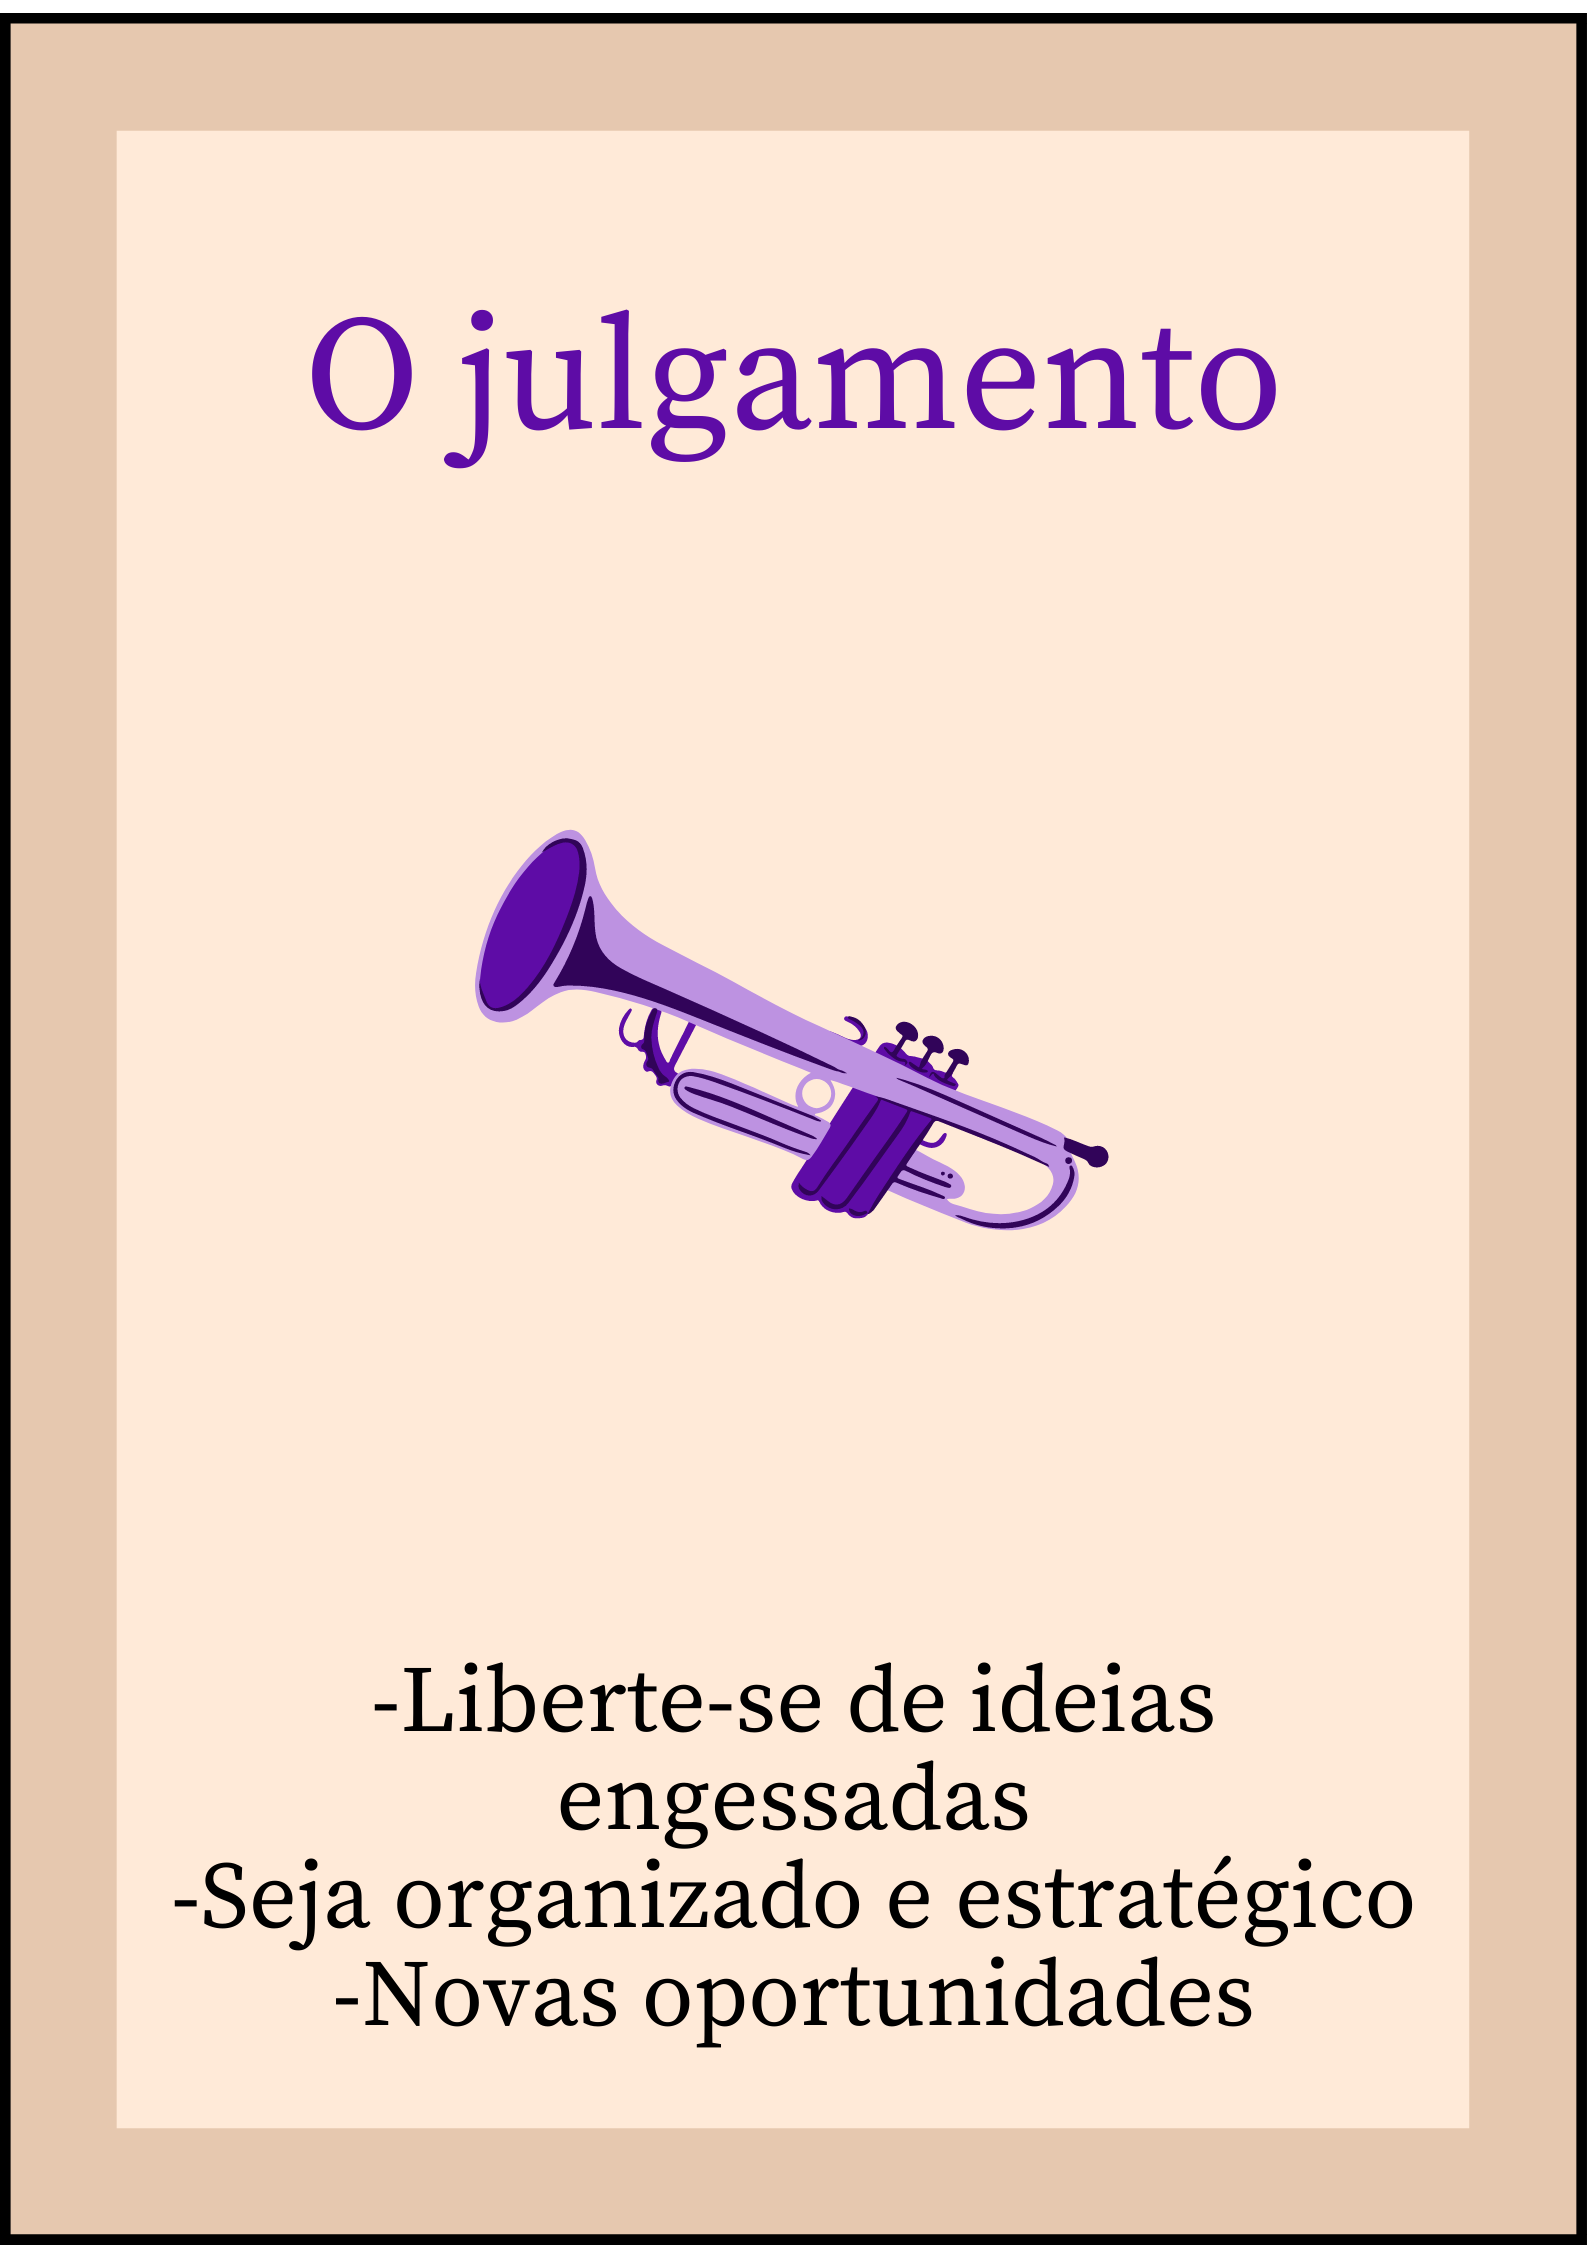 O julgamento
-Liberte-se de ideias
engessadas
-Seja organizado e estratégico
-Novas oportunidades